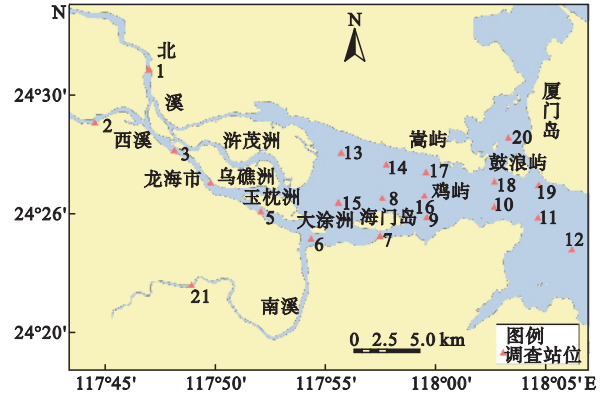 N
N
24°30'
24°26'
24°20'
117°45'
117°50'
117°55'
118°00'
118°05'E
北
溪
1
2
西溪
3
龙海市
浒茂洲
乌礁洲
玉枕洲
5
大涂洲
6
海门岛
7
8
9
10
11
12
13
14
15
16
17
18
19
20
21
嵩屿
鸡屿
鼓浪屿
厦门岛
南溪
0 2.5 5.0 km
图例
调查站位